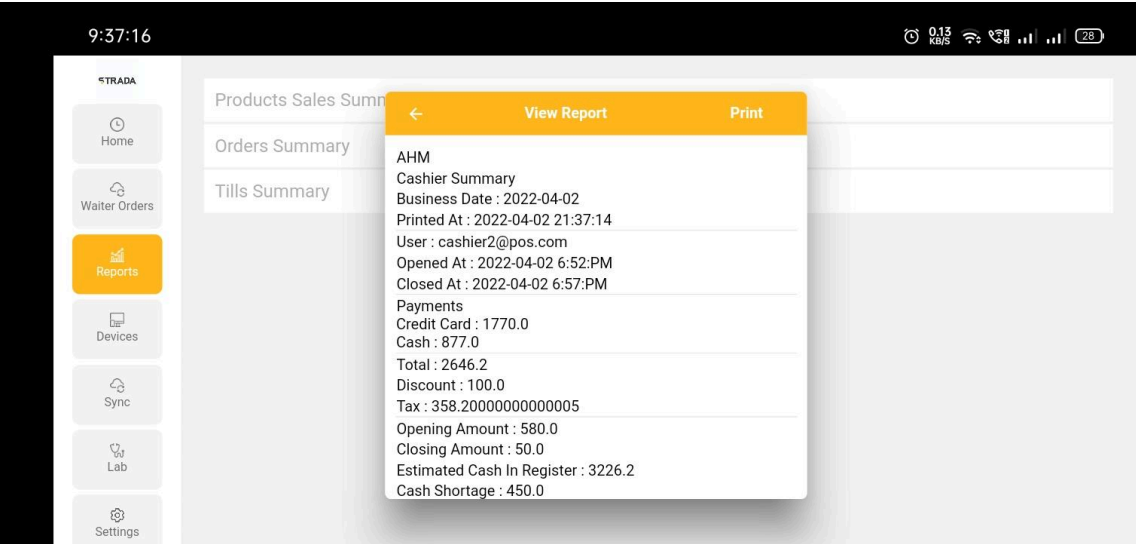 9:37:16
0.13
KB/S
28
STRADA
Home
Waiter Orders
Reports
Devices
Sync
Lab
Settings
Products Sales Summ
Orders Summary
Tills Summary
View Report
Print
AHM
Cashier Summary
Business Date : 2022-04-02
Printed At : 2022-04-02 21:37:14
User : cashier2@pos.com
Opened At : 2022-04-02 6:52:PM
Closed At : 2022-04-02 6:57:PM
Payments
Credit Card : 1770.0
Cash : 877.0
Total : 2646.2
Discount : 100.0
Tax : 358.20000000000005
Opening Amount : 580.0
Closing Amount : 50.0
Estimated Cash In Register : 3226.2
Cash Shortage : 450.0